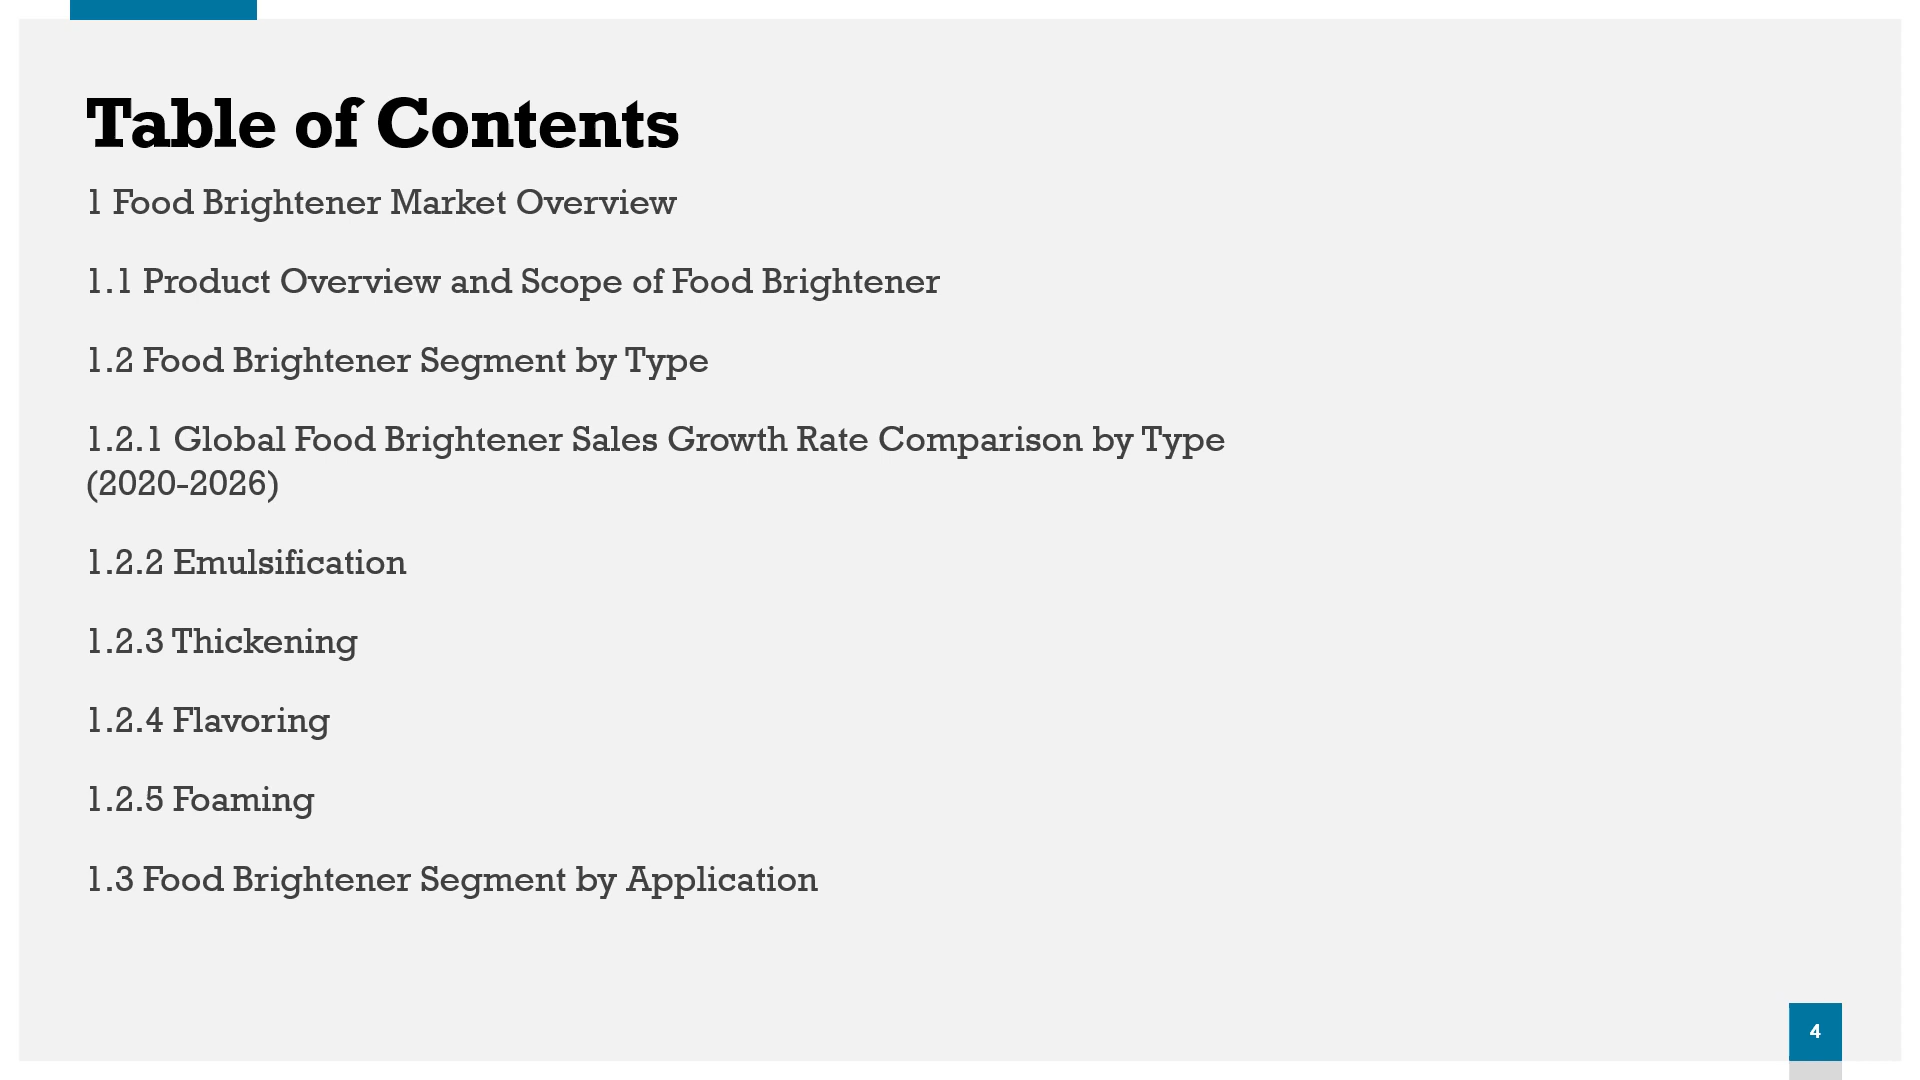 Table of Contents
1 Food Brightener Market Overview
1.1 Product Overview and Scope of Food Brightener
1.2 Food Brightener Segment by Type
1.2.1 Global Food Brightener Sales Growth Rate Comparison by Type
(2020-2026)
1.2.2 Emulsification
1.2.3 Thickening
1.2.4 Flavoring
1.2.5 Foaming
1.3 Food Brightener Segment by Application
4